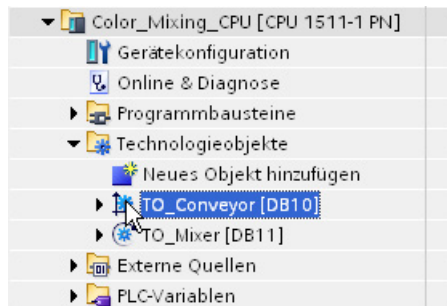 Color_Mixing_CPU [CPU 1511-1 PN]
Gerätekonfiguration
Online & Diagnose
Programmbausteine
Technologieobjekte
Neues Objekt hinzufügen
TO_Conveyor [DB10]
TO_Mixer [DB11]
Externe Quellen
PLC-Variablen